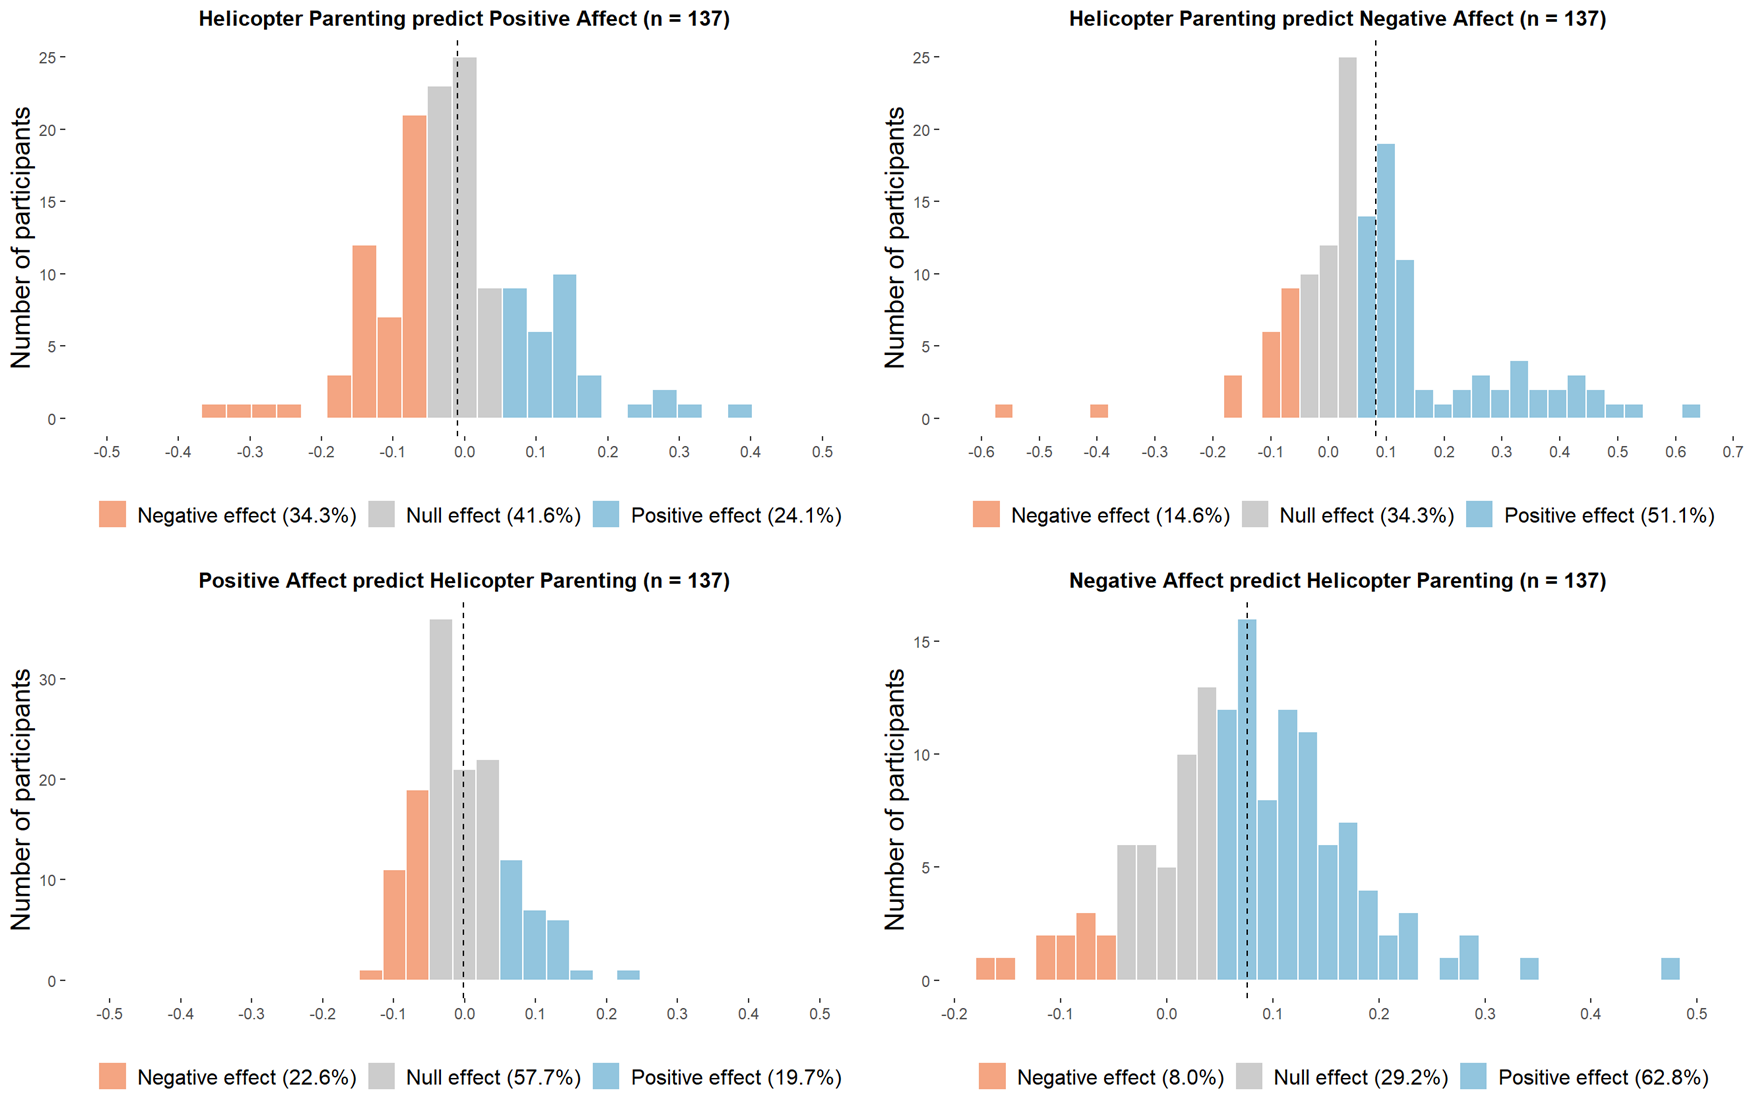 Helicopter Parenting predict Positive Affect (n = 137)
Number of participants
25
20
15
10
5
0
-0.5 -0.4 -0.3 -0.2 -0.1 0.0 0.1 0.2 0.3 0.4 0.5
Negative effect (34.3%) Null effect (41.6%) Positive effect (24.1%)
Helicopter Parenting predict Negative Affect (n = 137)
Number of participants
25
20
15
10
5
0
-0.6 -0.5 -0.4 -0.3 -0.2 -0.1 0.0 0.1 0.2 0.3 0.4 0.5 0.6 0.7
Negative effect (14.6%) Null effect (34.3%) Positive effect (51.1%)
Positive Affect predict Helicopter Parenting (n = 137)
Number of participants
30
20
10
0
-0.5 -0.4 -0.3 -0.2 -0.1 0.0 0.1 0.2 0.3 0.4 0.5
Negative effect (22.6%) Null effect (57.7%) Positive effect (19.7%)
Negative Affect predict Helicopter Parenting (n = 137)
Number of participants
15
10
5
0
-0.2 -0.1 0.0 0.1 0.2 0.3 0.4 0.5
Negative effect (8.0%) Null effect (29.2%) Positive effect (62.8%)